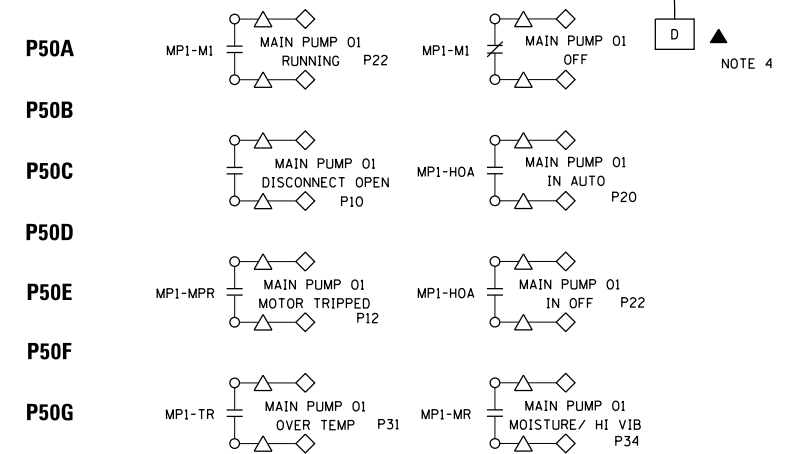 P50A
MP1-M1
MAIN PUMP 01
RUNNING P22
MP1-M1
MAIN PUMP 01
OFF
D
NOTE 4
P50B
P50C
MAIN PUMP 01
DISCONNECT OPEN
P10
MP1-HOA
MAIN PUMP 01
IN AUTO
P20
P50D
P50E
MP1-MPR
MAIN PUMP 01
MOTOR TRIPPED
P12
MP1-HOA
MAIN PUMP 01
IN OFF P22
P50F
P50G
MP1-TR
MAIN PUMP 01
OVER TEMP P31
MP1-MR
MAIN PUMP 01
MOISTURE/ HI VIB
P34